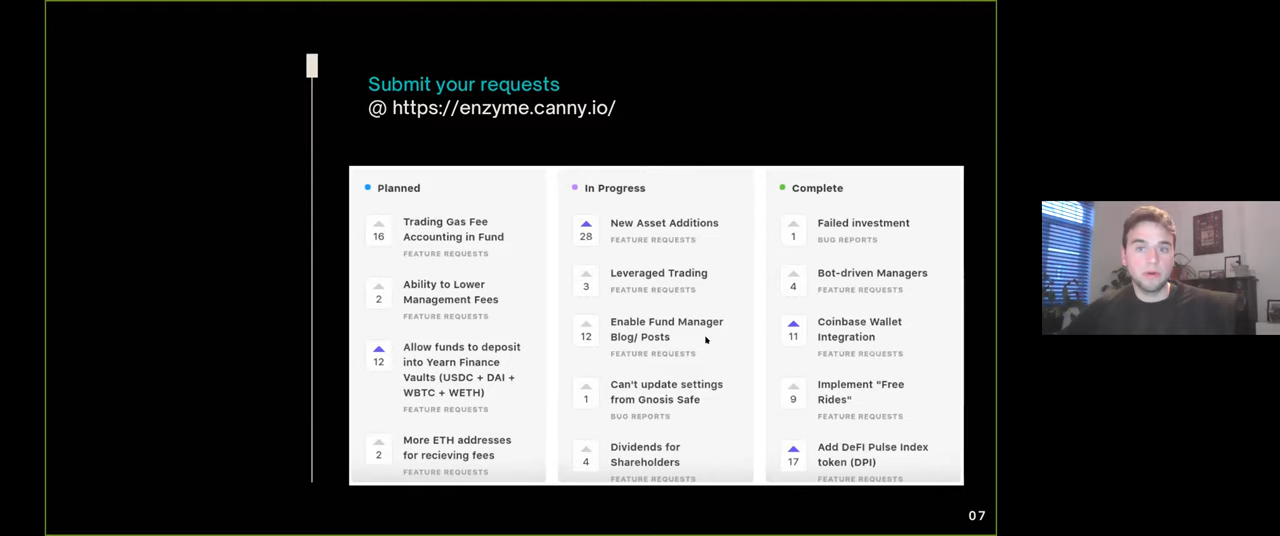 Submit your requests
@ https://enzyme.canny.io/
Planned
16
Trading Gas Fee
Accounting in Fund
FEATURE REQUESTS
2
Ability to Lower
Management Fees
FEATURE REQUESTS
12
Allow funds to deposit
into Yearn Finance
Vaults (USDC + DAI +
WBTC + WETH)
FEATURE REQUESTS
2
More ETH addresses
for recieving fees
FEATURE REQUESTS
In Progress
28
New Asset Additions
FEATURE REQUESTS
3
Leveraged Trading
FEATURE REQUESTS
12
Enable Fund Manager
Blog/ Posts
FEATURE REQUESTS
1
Can't update settings
from Gnosis Safe
BUG REPORTS
4
Dividends for
Shareholders
FEATURE REQUESTS
Complete
1
Failed investment
BUG REPORTS
4
Bot-driven Managers
FEATURE REQUESTS
11
Coinbase Wallet
Integration
FEATURE REQUESTS
9
Implement "Free
Rides"
FEATURE REQUESTS
17
Add DeFI Pulse Index
token (DPI)
FEATURE REQUESTS
07